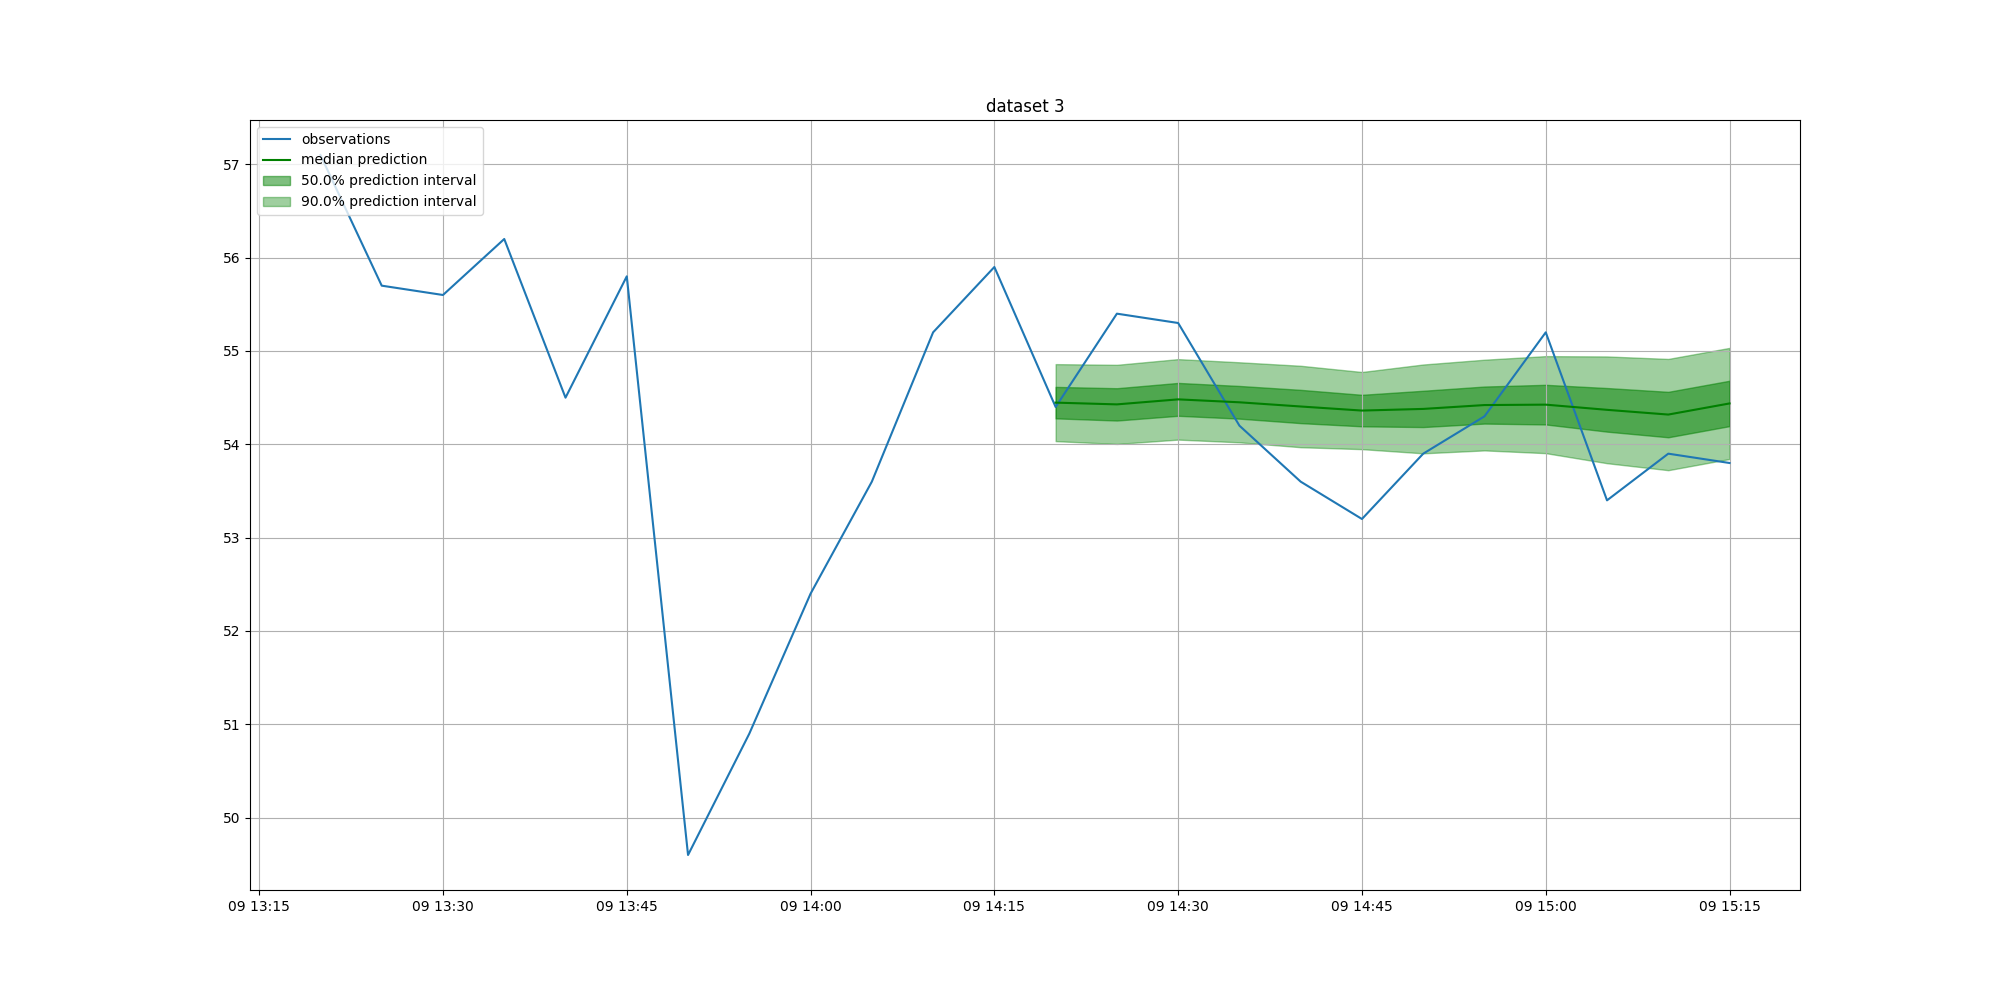 dataset 3
observations
median prediction
50.0% prediction interval
90.0% prediction interval
57
56
55
54
53
52
51
50
09 13:15 09 13:30 09 13:45 09 14:00 09 14:15 09 14:30 09 14:45 09 15:00 09 15:15